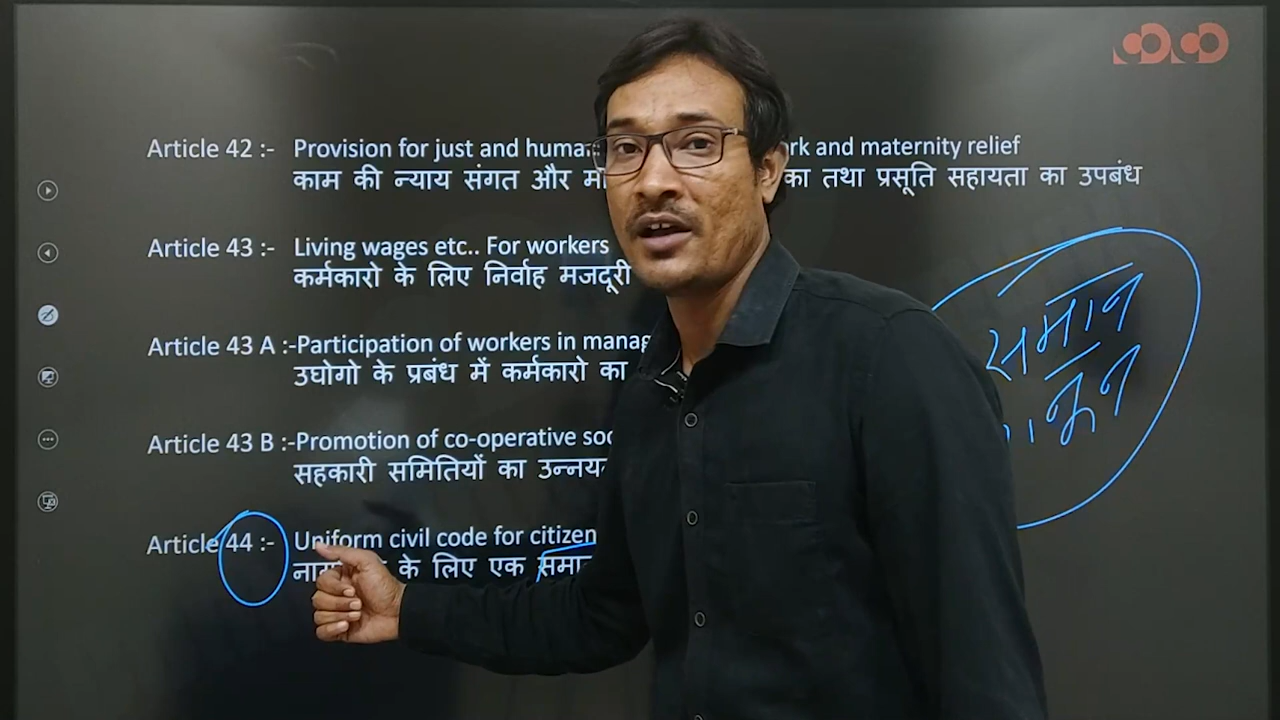 Article 42 :- Provision for just and human rk and maternity relief
काम की न्याय संगत और का तथा प्रसूति सहायता का उपबंध
Article 43 :- Living wages etc.. For workers
कर्मकारो के लिए निर्वाह मजदूरी
Article 43 A :-Participation of workers in manag
उघोगो के प्रबंध में कर्मकारो का
Article 43 B :-Promotion of co-operative soc
सहकारी समितियों का उन्नय
Article 44 :- Uniform civil code for citizen
के लिए एक समा
समान